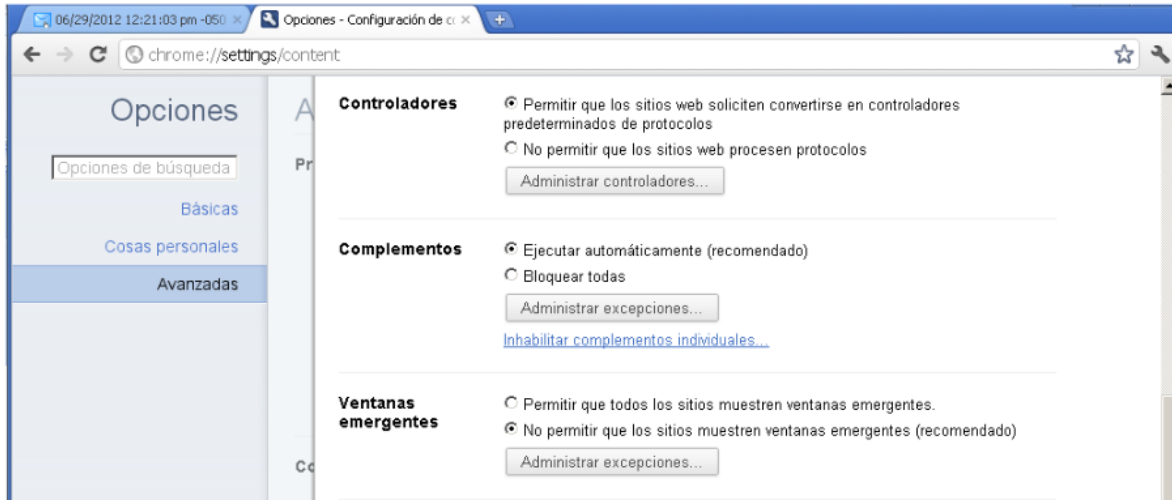 06/29/2012 12:21:03 pm -050
Opciones - Configuración de co
chrome://settings/content
Opciones
Opciones de búsqueda
Básicas
Cosas personales
Avanzadas
A
Pr
Co
Controladores
Permitir que los sitios web soliciten convertirse en controladores
predeterminados de protocolos
No permitir que los sitios web procesen protocolos
Administrar controladores...
Complementos
Ejecutar automáticamente (recomendado)
Bloquear todas
Administrar excepciones...
Inhabilitar complementos individuales...
Ventanas
emergentes
Permitir que todos los sitios muestren ventanas emergentes.
No permitir que los sitios muestren ventanas emergentes (recomendado)
Administrar excepciones...